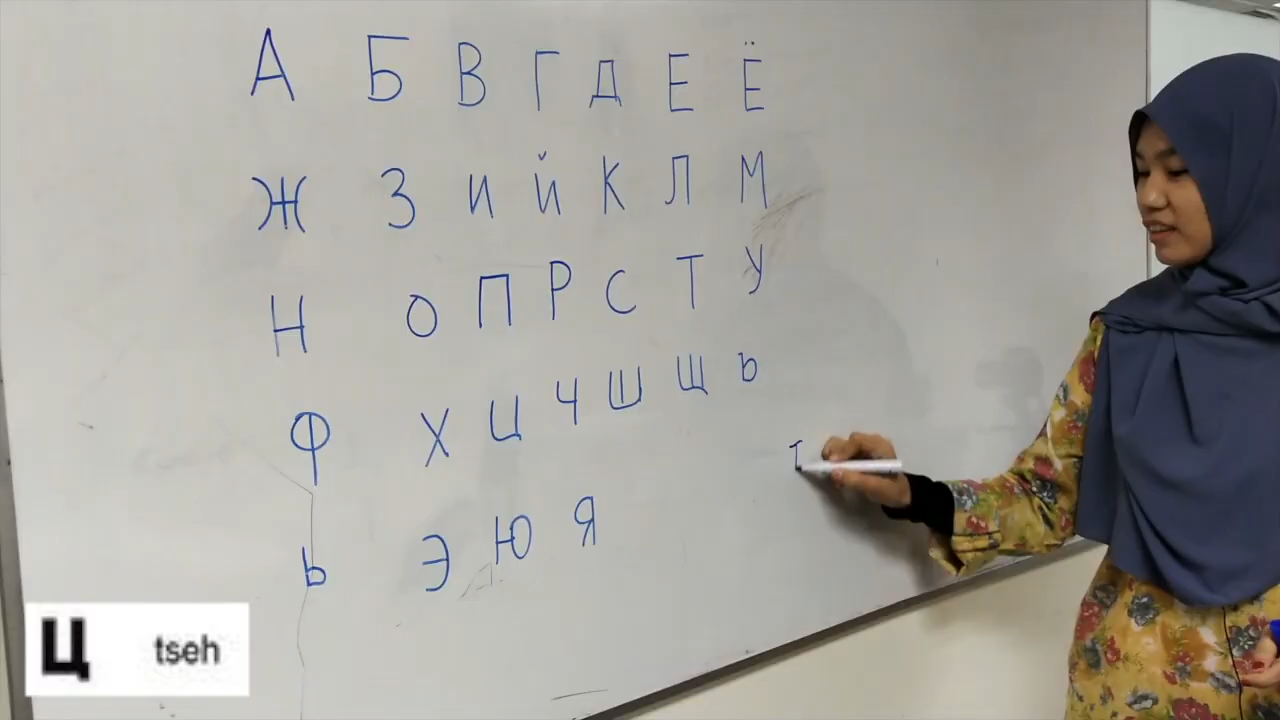 А Б В Г Д Е Ё
Ж З И Й К Л М
Н О П Р С Т У
Ф Х Ц Ч Ш Щ Ь
Ь Э Ю Я
Ц tseh